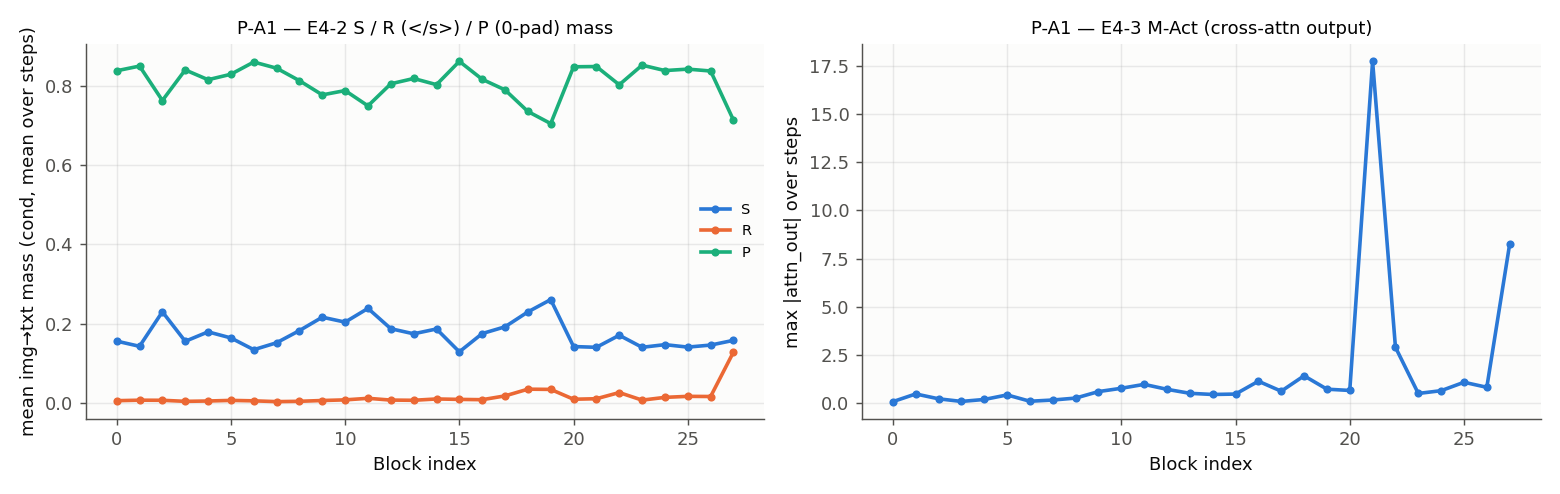 P-A1 — E4-2 S / R (</s>) / P (0-pad) mass
mean img→txt mass (cond, mean over steps)
0.8
0.6
0.4
0.2
0.0
S
R
P
0 5 10 15 20 25
Block index
P-A1 — E4-3 M-Act (cross-attn output)
max |attn_out| over steps
17.5
15.0
12.5
10.0
7.5
5.0
2.5
0.0
0 5 10 15 20 25
Block index